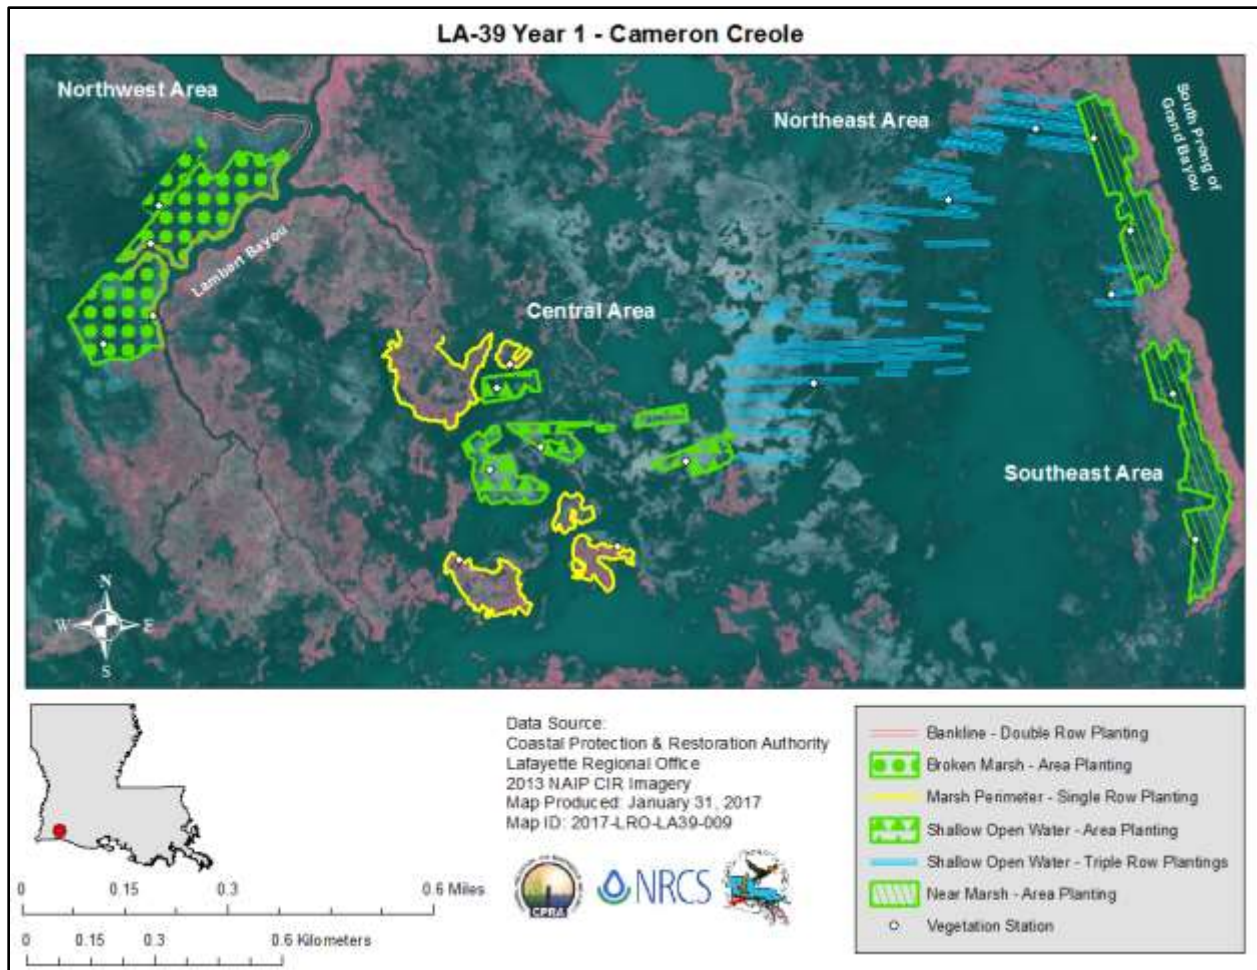 LA-39 Year 1 - Cameron Creole
Northwest Area
Northeast Area
South Prong of
Grand Bayou
Lambert Bayou
Central Area
Southeast Area
N
W E
S
Data Source:
Coastal Protection & Restoration Authority
Lafayette Regional Office
2013 NAIP CIR Imagery
Map Produced: January 31, 2017
Map ID: 2017-LRO-LA39-009
CPRA
NRCS
0 0.15 0.3 0.6 Miles
0 0.15 0.3 0.6 Kilometers
Bankline - Double Row Planting
Broken Marsh - Area Planting
Marsh Perimeter - Single Row Planting
Shallow Open Water - Area Planting
Shallow Open Water - Triple Row Plantings
Near Marsh - Area Planting
Vegetation Station